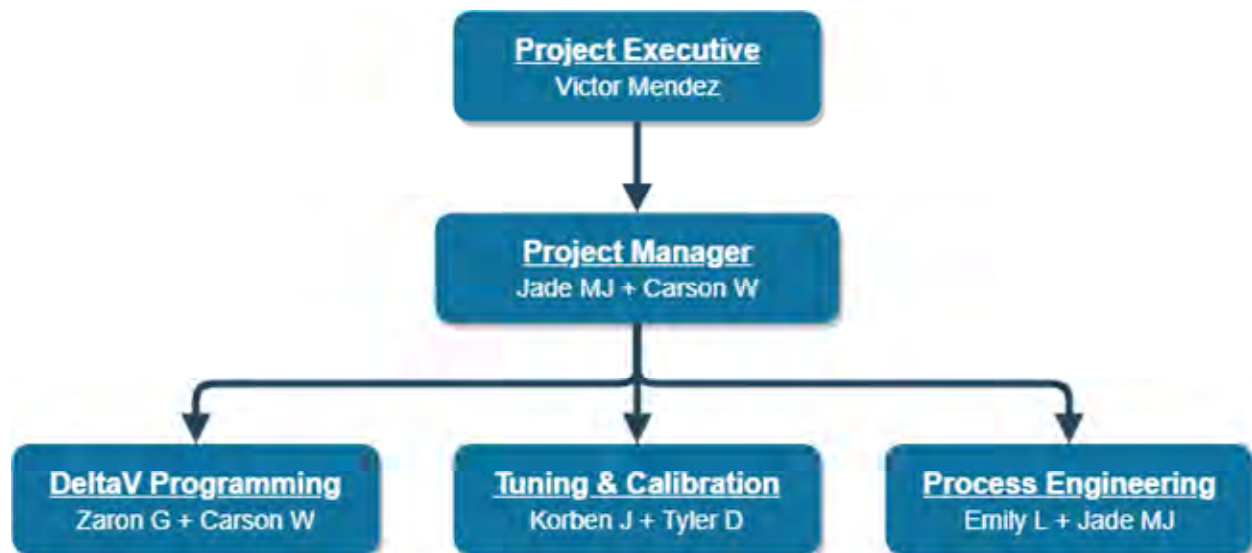 Project Executive
Victor Mendez
Project Manager
Jade MJ + Carson W
DeltaV Programming
Zaron G + Carson W
Tuning & Calibration
Korben J + Tyler D
Process Engineering
Emily L + Jade MJ